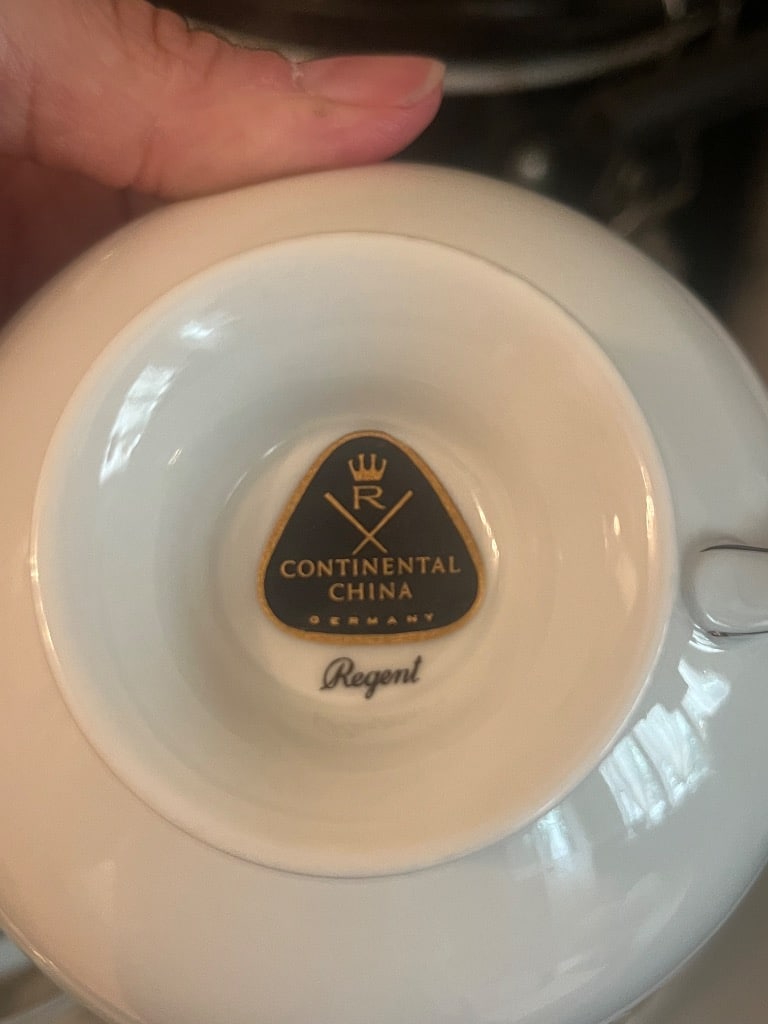 R
CONTINENTAL
CHINA
GERMANY
Regent